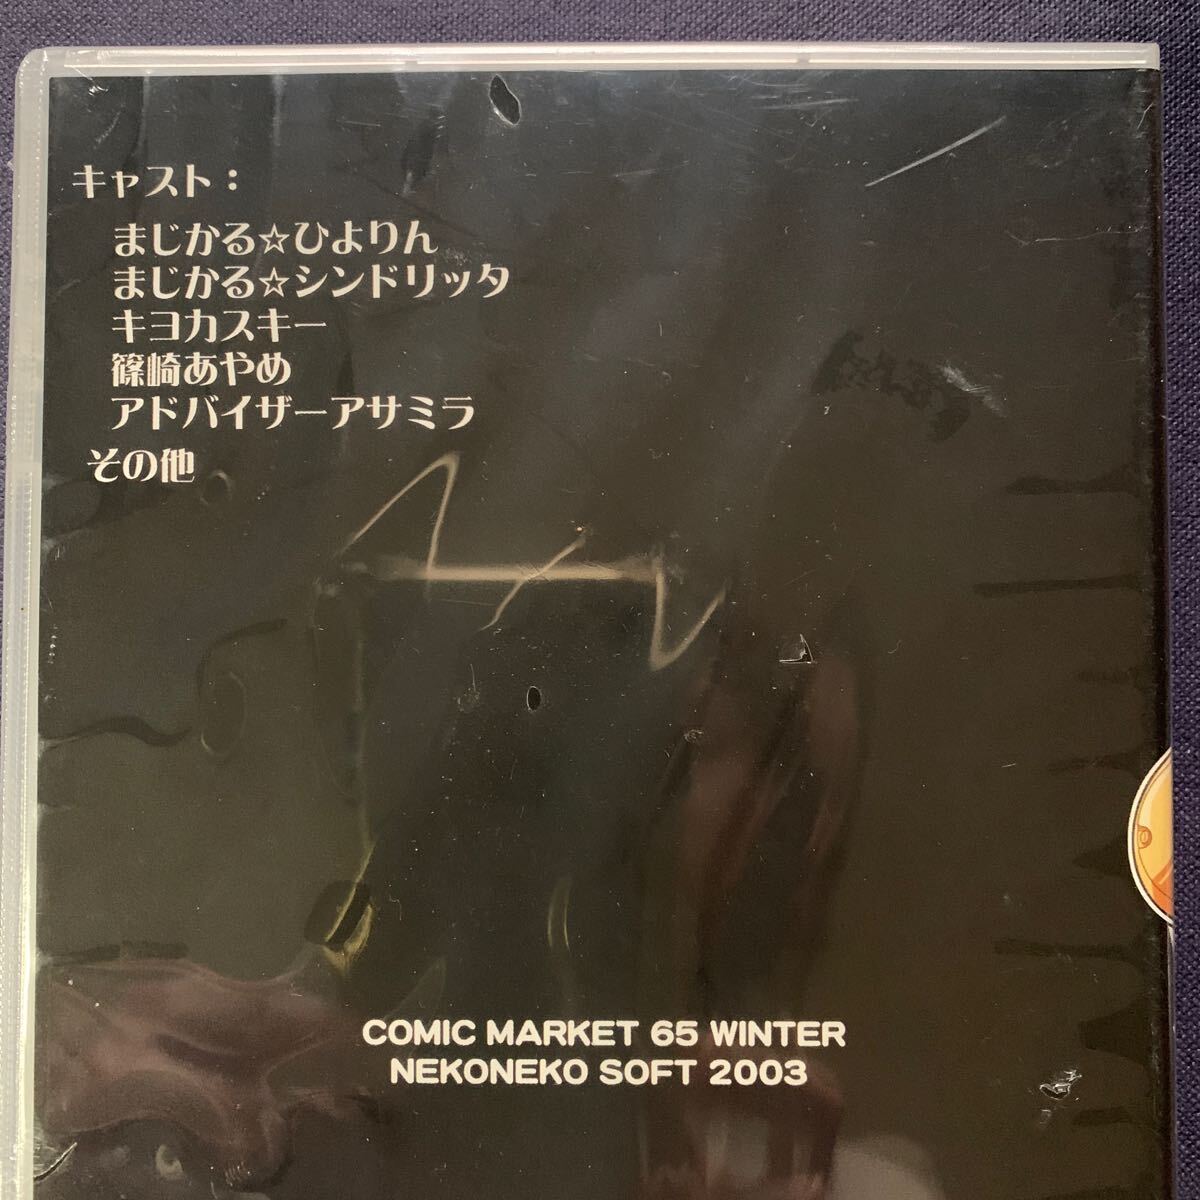 キャスト：
まじかる☆ひよりん
まじかる☆シンドリッタ
キヨカスキー
篠崎あやめ
アドバイザーアサミラ
その他
COMIC MARKET 65 WINTER
NEKONEKO SOFT 2003